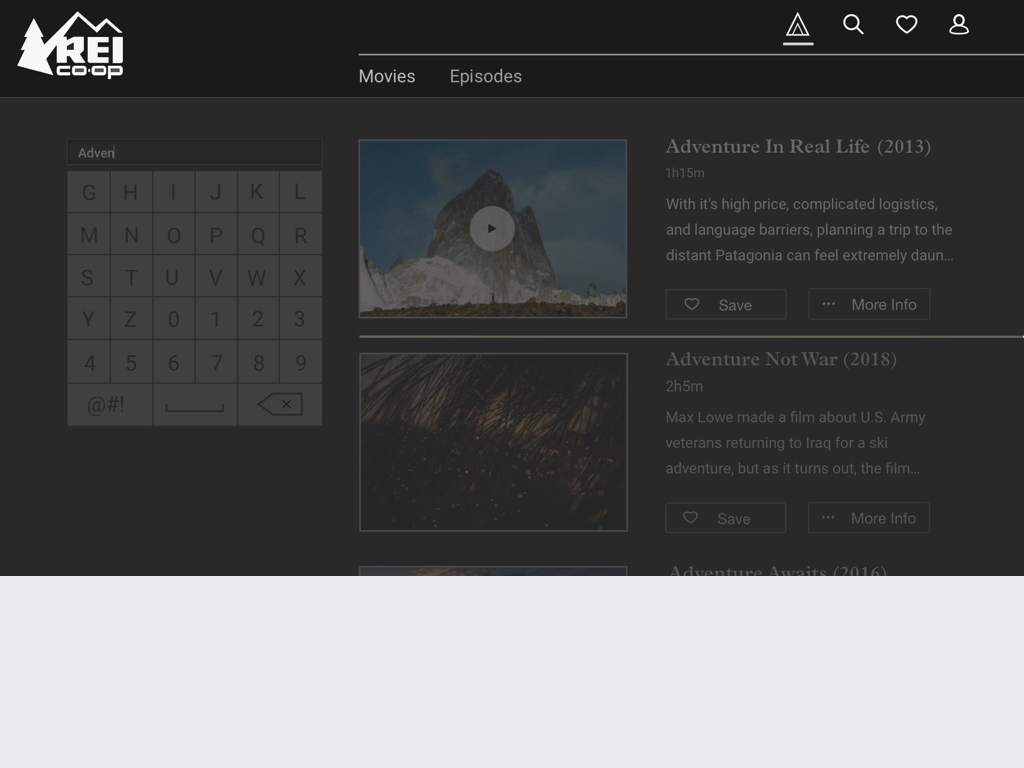 REI
co·op
Movies
Episodes
Adven
G H I J K L
M N O P Q R
S T U V W X
Y Z 0 1 2 3
4 5 6 7 8 9
@#!
Adventure In Real Life (2013)
1h15m
With it's high price, complicated logistics,
and language barriers, planning a trip to the
distant Patagonia can feel extremely daun...
Save
More Info
Adventure Not War (2018)
2h5m
Max Lowe made a film about U.S. Army
veterans returning to Iraq for a ski
adventure, but as it turns out, the film...
Save
More Info
Adventure Awaits (2016)